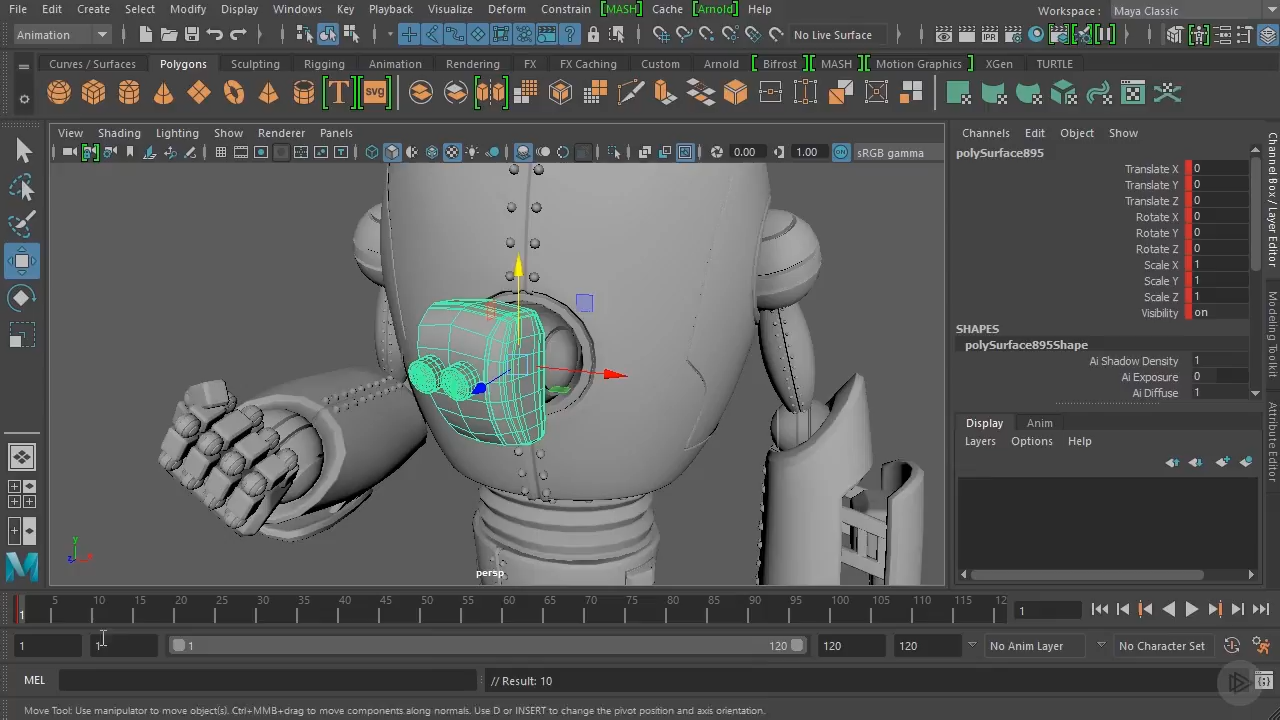 File Edit Create Select Modify Display Windows Key Playback Visualize Deform Constrain [MASH] Cache [Arnold] Help
Workspace : Maya Classic
Animation
No Live Surface
Curves / Surfaces Polygons Sculpting Rigging Animation Rendering FX FX Caching Custom Arnold [ Bifrost ] [ MASH ] [ Motion Graphics ] XGen TURTLE
T svg
View Shading Lighting Show Renderer Panels
0.00 1.00 ON sRGB gamma
persp
y
z x
Channels Edit Object Show
polySurface895
Translate X 0
Translate Y 0
Translate Z 0
Rotate X 0
Rotate Y 0
Rotate Z 0
Scale X 1
Scale Y 1
Scale Z 1
Visibility on
SHAPES
polySurface895Shape
Ai Shadow Density 1
Ai Exposure 0
Ai Diffuse 1
Display Anim
Layers Options Help
Channel Box / Layer Editor
Modeling Toolkit
Attribute Editor
1 5 10 15 20 25 30 35 40 45 50 55 60 65 70 75 80 85 90 95 100 105 110 115 12
1
1 1 1 120 120 120 No Anim Layer No Character Set
MEL // Result: 10
Move Tool: Use manipulator to move object(s). Ctrl+MMB+drag to move components along normals. Use D or INSERT to change the pivot position and axis orientation.